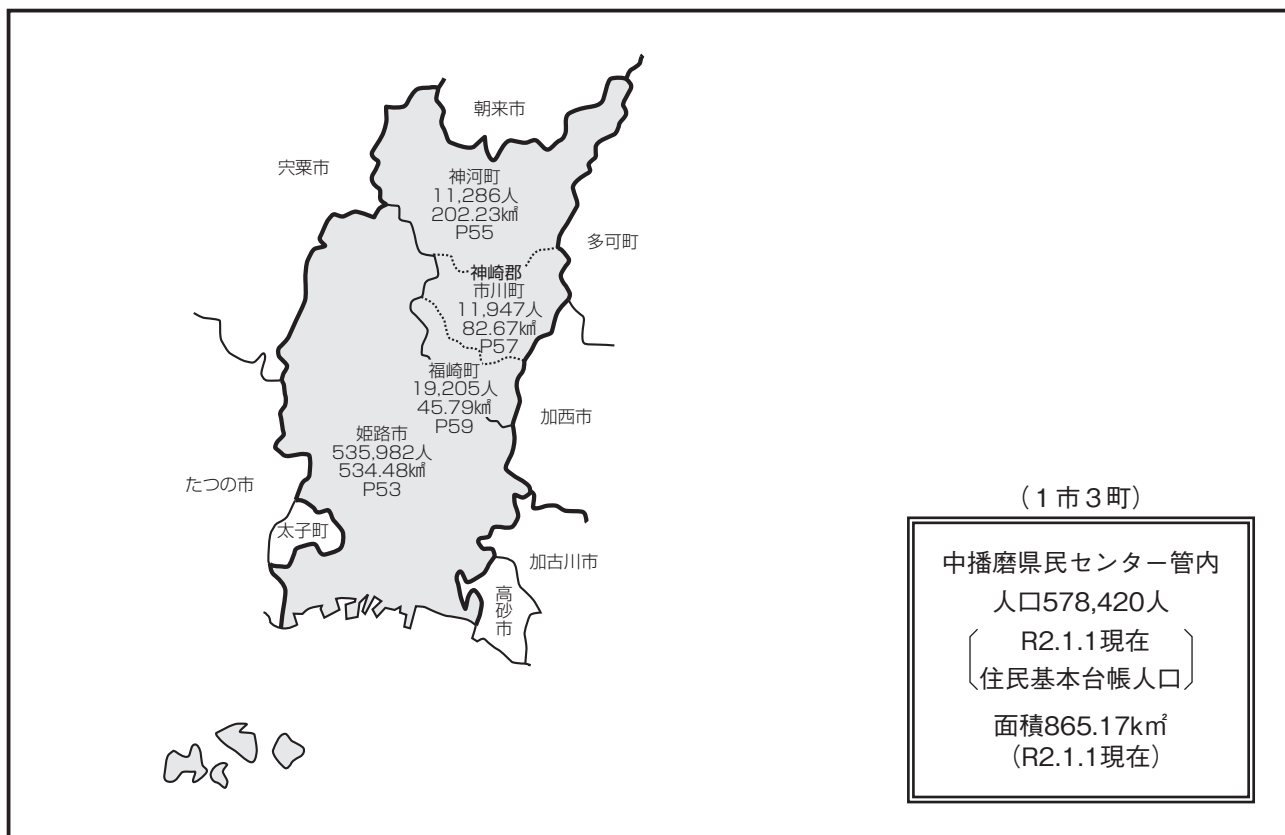 朝来市
宍粟市
神河町
11,286人
202.23㎢
P55
多可町
神崎郡
市川町
11,947人
82.67㎢
P57
福崎町
19,205人
45.79㎢
P59
加西市
姫路市
535,982人
534.48㎢
P53
たつの市
太子町
加古川市
高砂市
（1市3町）
中播磨県民センター管内
人口578,420人
R2.1.1現在
住民基本台帳人口
面積865.17k㎡
（R2.1.1現在）